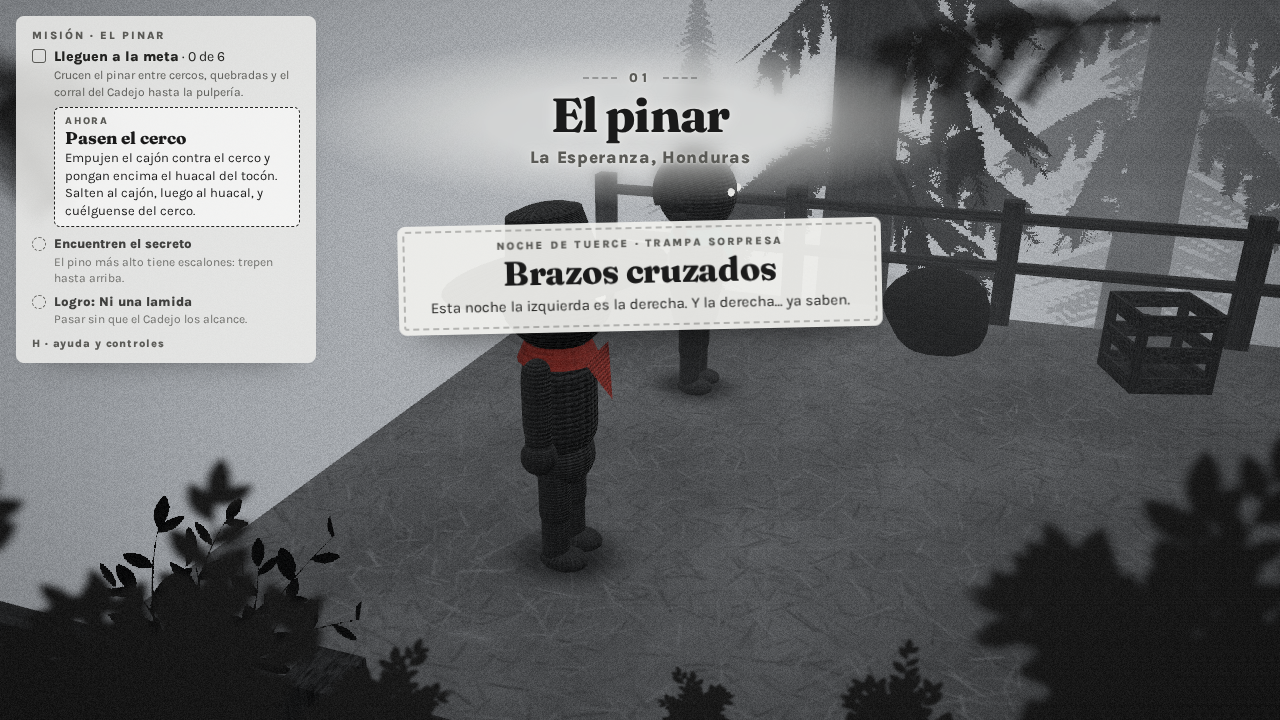 MISIÓN · EL PINAR
Lleguen a la meta · 0 de 6
Crucen el pinar entre cercos, quebradas y el
corral del Cadejo hasta la pulpería.
AHORA
Pasen el cerco
Empujen el cajón contra el cerco y
pongan encima el huacal del tocón.
Salten al cajón, luego al huacal, y
cuélguense del cerco.
Encuentren el secreto
El pino más alto tiene escalones: trepen
hasta arriba.
Logro: Ni una lamida
Pasar sin que el Cadejo los alcance.
H · ayuda y controles
01
El pinar
La Esperanza, Honduras
NOCHE DE TUERCE · TRAMPA SORPRESA
Brazos cruzados
Esta noche la izquierda es la derecha. Y la derecha... ya saben.